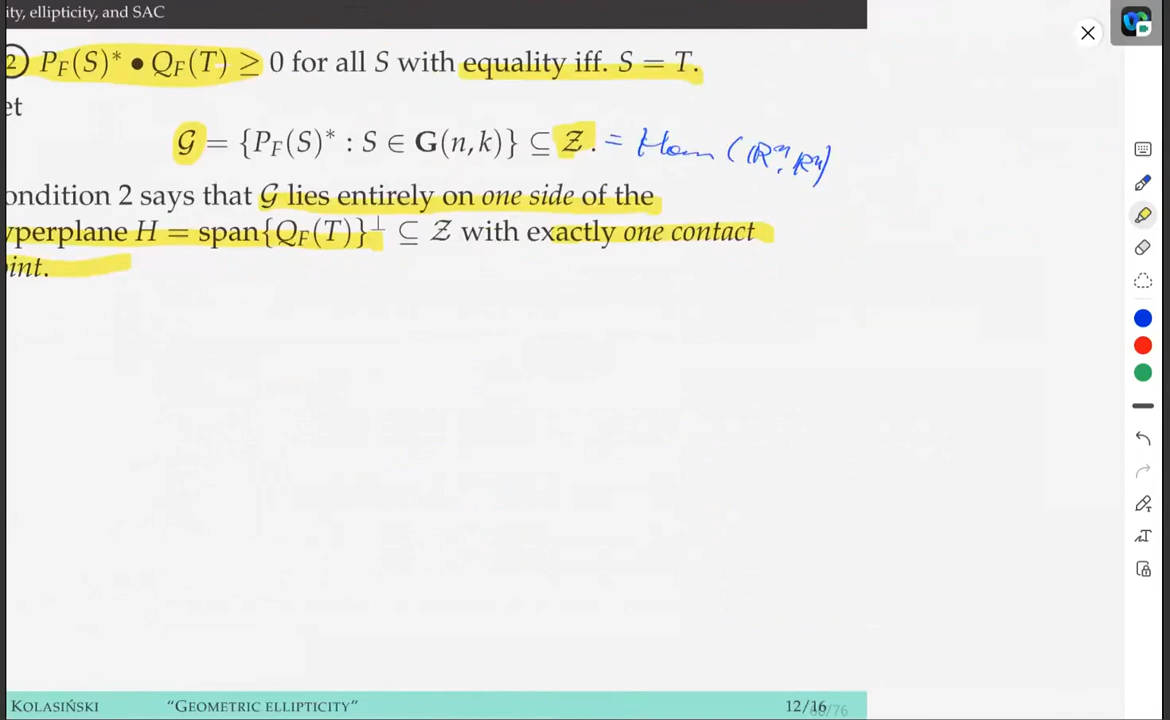 ity, ellipticity, and SAC
2 P_F(S)* • Q_F(T) ≥ 0 for all S with equality iff. S = T.
et
𝒢 = {P_F(S)* : S ∈ G(n, k)} ⊆ 𝒵. = Hom (ℝⁿ, ℝⁿ)
ondition 2 says that 𝒢 lies entirely on one side of the
yperplane H = span{Q_F(T)}^⊥ ⊆ 𝒵 with exactly one contact
oint.
KOLASIŃSKI "GEOMETRIC ELLIPTICITY" 12/16
/76